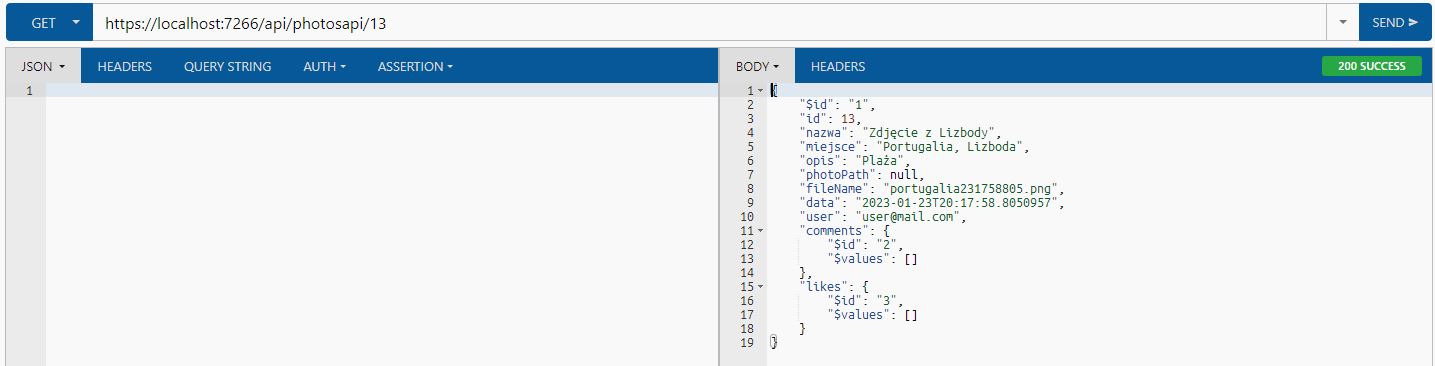 GET https://localhost:7266/api/photosapi/13 SEND
JSON HEADERS QUERY STRING AUTH ASSERTION
1
BODY HEADERS 200 SUCCESS
1 {
2 "$id": "1",
3 "id": 13,
4 "nazwa": "Zdjęcie z Lizbody",
5 "miejsce": "Portugalia, Lizboda",
6 "opis": "Plaża",
7 "photoPath": null,
8 "fileName": "portugalia231758805.png",
9 "data": "2023-01-23T20:17:58.8050957",
10 "user": "user@mail.com",
11 "comments": {
12 "$id": "2",
13 "$values": []
14 },
15 "likes": {
16 "$id": "3",
17 "$values": []
18 }
19 }